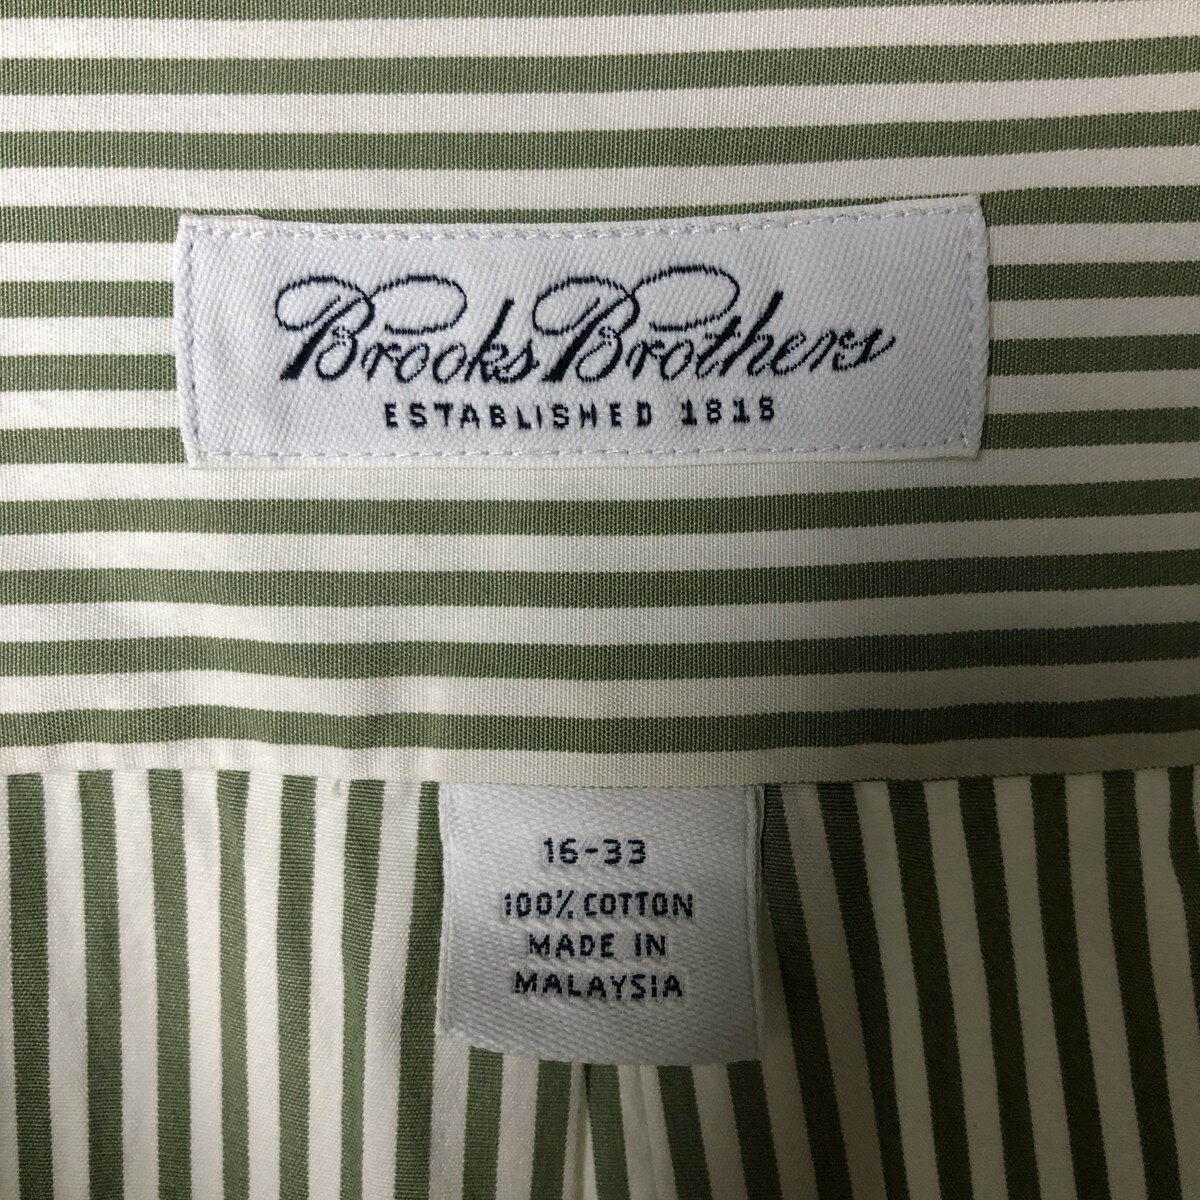 Brooks Brothers
ESTABLISHED 1818
16-33
100% COTTON
MADE IN
MALAYSIA